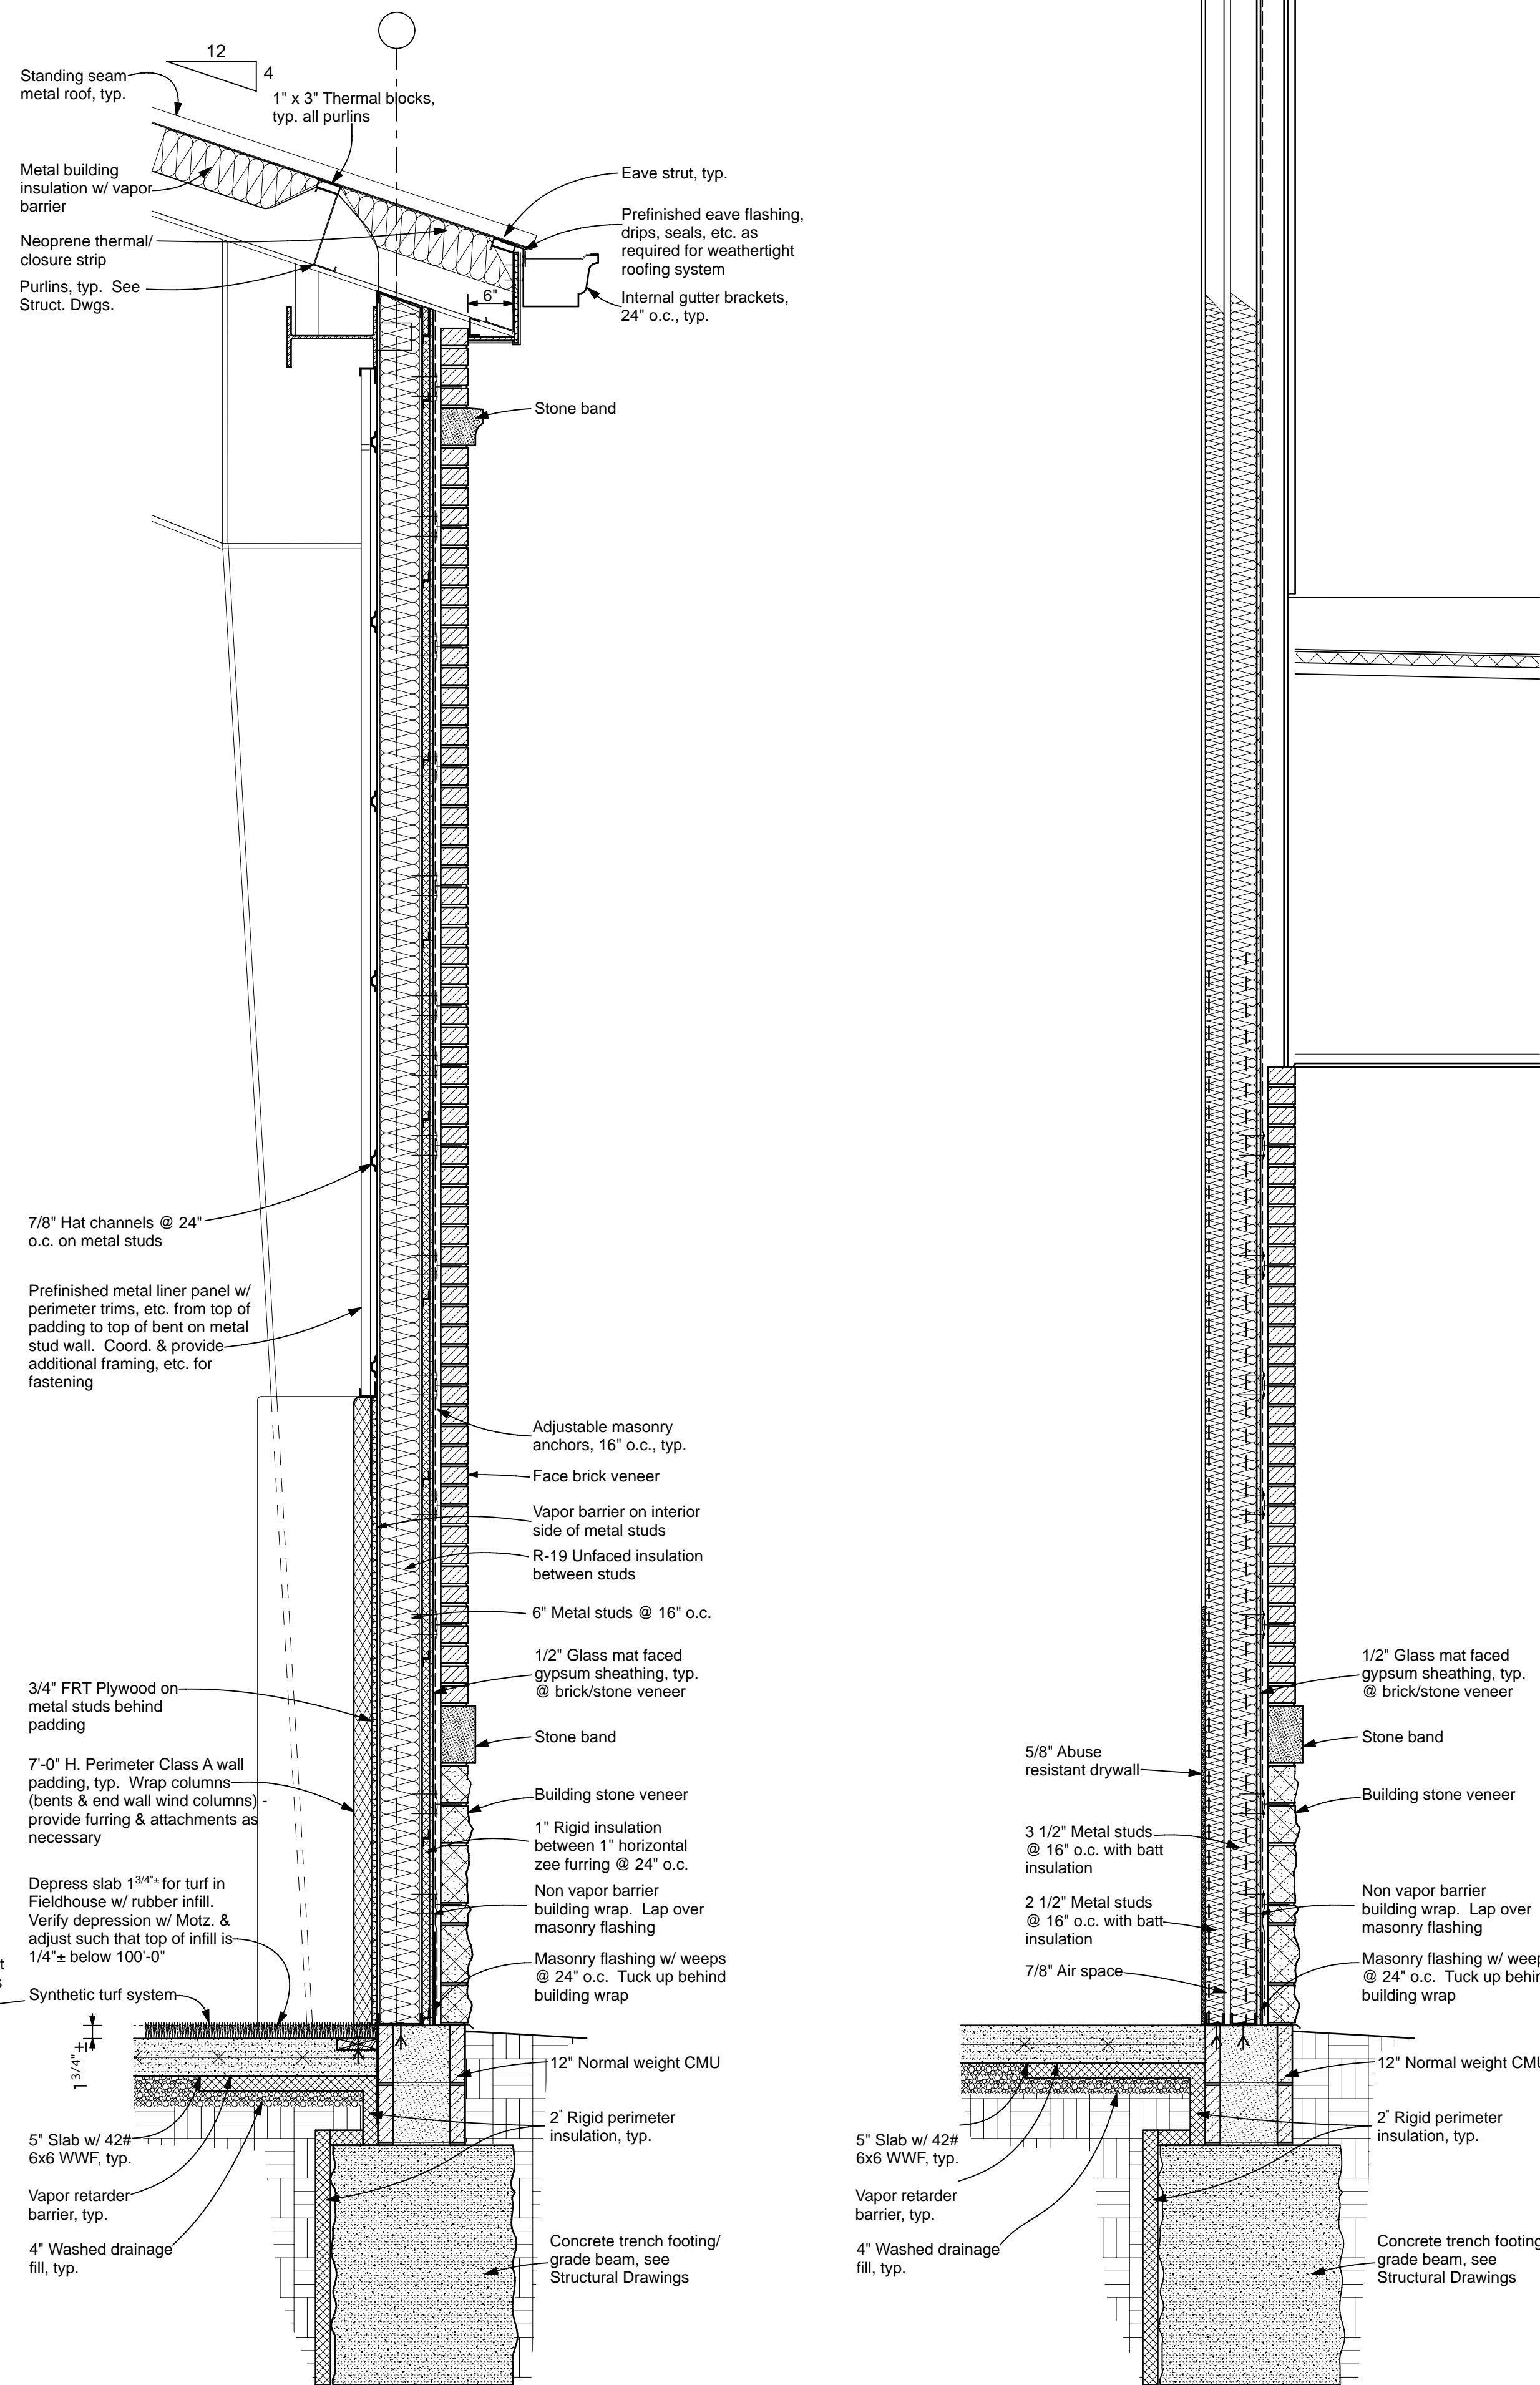 12
4
Standing seam
metal roof, typ.
1" x 3" Thermal blocks,
typ. all purlins
Metal building
insulation w/ vapor
barrier
Neoprene thermal/
closure strip
Purlins, typ.  See
Struct. Dwgs.
Eave strut, typ.
Prefinished eave flashing,
drips, seals, etc. as
required for weathertight
roofing system
6"
Internal gutter brackets,
24" o.c., typ.
Stone band
7/8" Hat channels @ 24"
o.c. on metal studs
Prefinished metal liner panel w/
perimeter trims, etc. from top of
padding to top of bent on metal
stud wall.  Coord. & provide
additional framing, etc. for
fastening
Adjustable masonry
anchors, 16" o.c., typ.
Face brick veneer
Vapor barrier on interior
side of metal studs
R-19 Unfaced insulation
between studs
6" Metal studs @ 16" o.c.
1/2" Glass mat faced
gypsum sheathing, typ.
@ brick/stone veneer
3/4" FRT Plywood on
metal studs behind
padding
Stone band
7'-0" H. Perimeter Class A wall
padding, typ.  Wrap columns
(bents & end wall wind columns) -
provide furring & attachments as
necessary
Building stone veneer
1" Rigid insulation
between 1" horizontal
zee furring @ 24" o.c.
Depress slab 1 3/4"± for turf in
Fieldhouse w/ rubber infill.
Verify depression w/ Motz. &
adjust such that top of infill is
1/4"± below 100'-0"
Non vapor barrier
building wrap.  Lap over
masonry flashing
Masonry flashing w/ weeps
@ 24" o.c.  Tuck up behind
building wrap
t
s
Synthetic turf system
1 3/4"±
12" Normal weight CMU
2" Rigid perimeter
insulation, typ.
5" Slab w/ 42#
6x6 WWF, typ.
Vapor retarder
barrier, typ.
4" Washed drainage
fill, typ.
Concrete trench footing/
grade beam, see
Structural Drawings
1/2" Glass mat faced
gypsum sheathing, typ.
@ brick/stone veneer
Stone band
5/8" Abuse
resistant drywall
Building stone veneer
3 1/2" Metal studs
@ 16" o.c. with batt
insulation
2 1/2" Metal studs
@ 16" o.c. with batt
insulation
7/8" Air space
Non vapor barrier
building wrap.  Lap over
masonry flashing
Masonry flashing w/ weep
@ 24" o.c.  Tuck up behin
building wrap
12" Normal weight CMU
2" Rigid perimeter
insulation, typ.
5" Slab w/ 42#
6x6 WWF, typ.
Vapor retarder
barrier, typ.
4" Washed drainage
fill, typ.
Concrete trench footing
grade beam, see
Structural Drawings